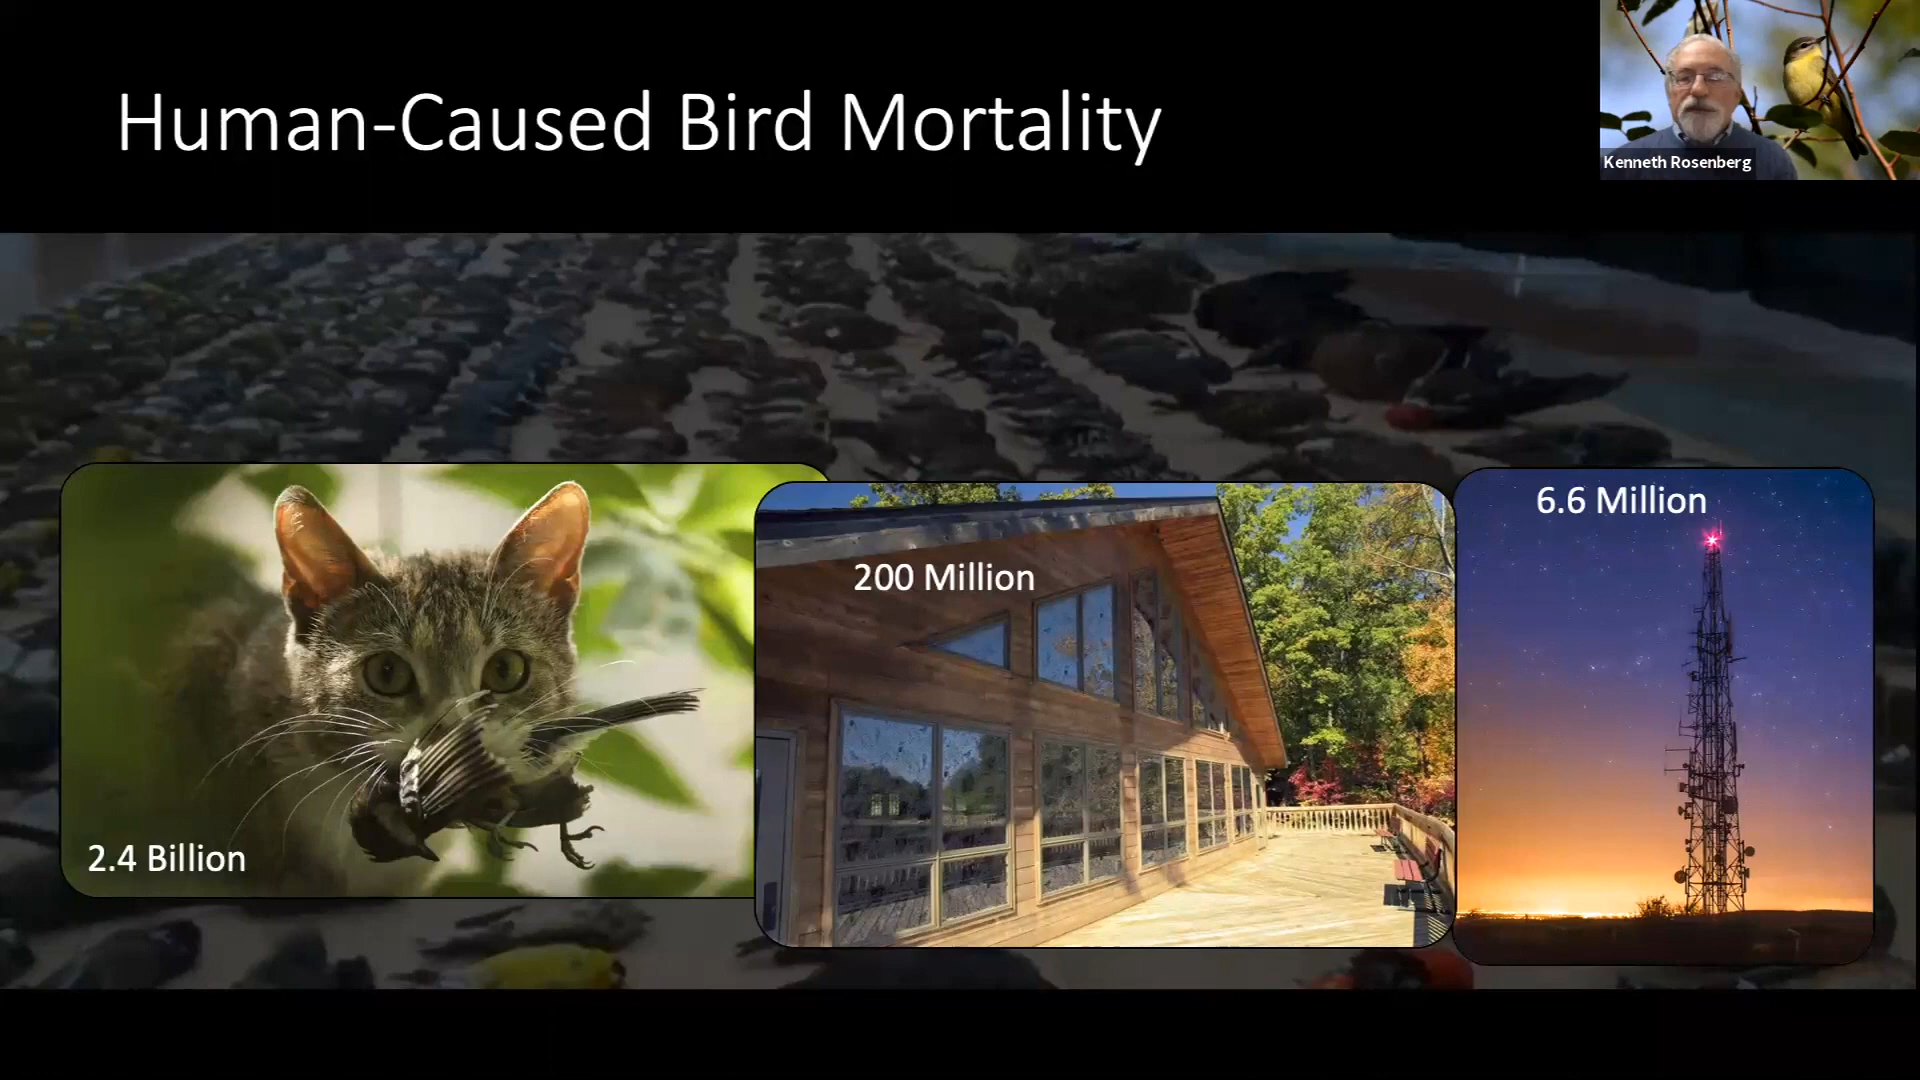 Human-Caused Bird Mortality
Kenneth Rosenberg
2.4 Billion
200 Million
6.6 Million